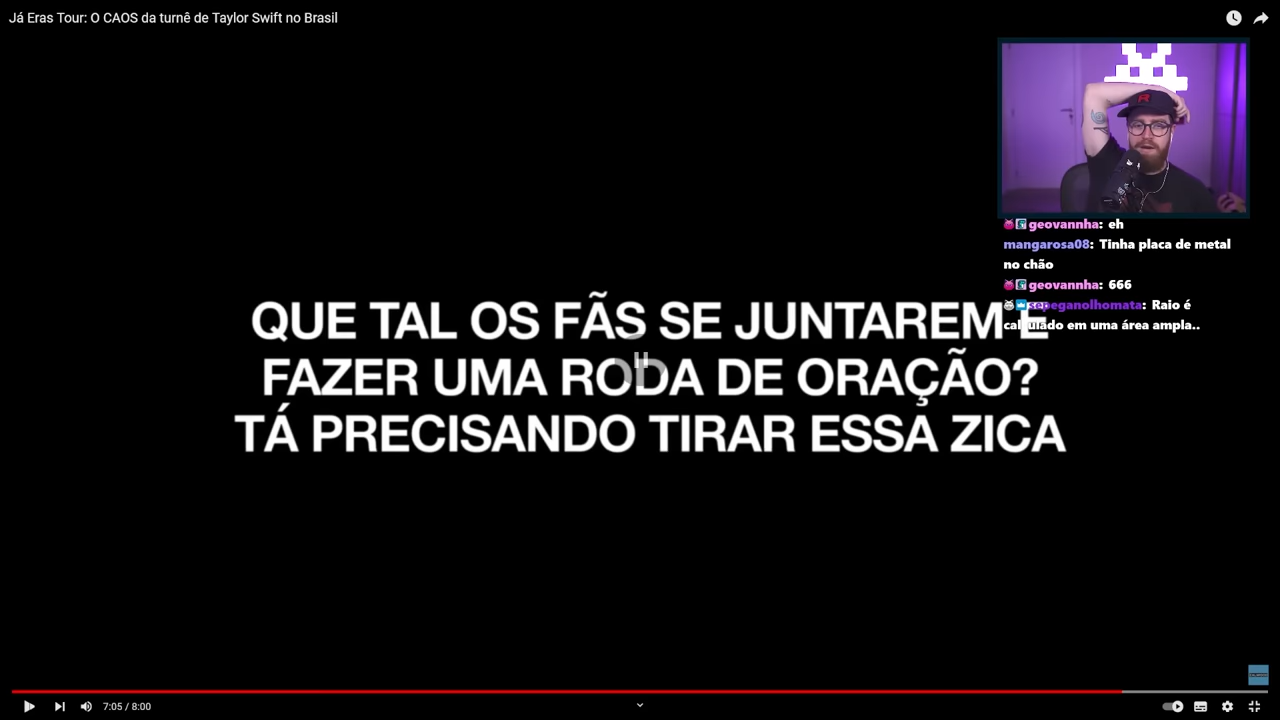 Já Eras Tour: O CAOS da turnê de Taylor Swift no Brasil
geovannha: eh
mangarosa08: Tinha placa de metal
no chão
geovannha: 666
sepeganolhomata: Raio é
calculado em uma área ampla..
QUE TAL OS FÃS SE JUNTAREM E
FAZER UMA RODA DE ORAÇÃO?
TÁ PRECISANDO TIRAR ESSA ZICA
7:05 / 8:00